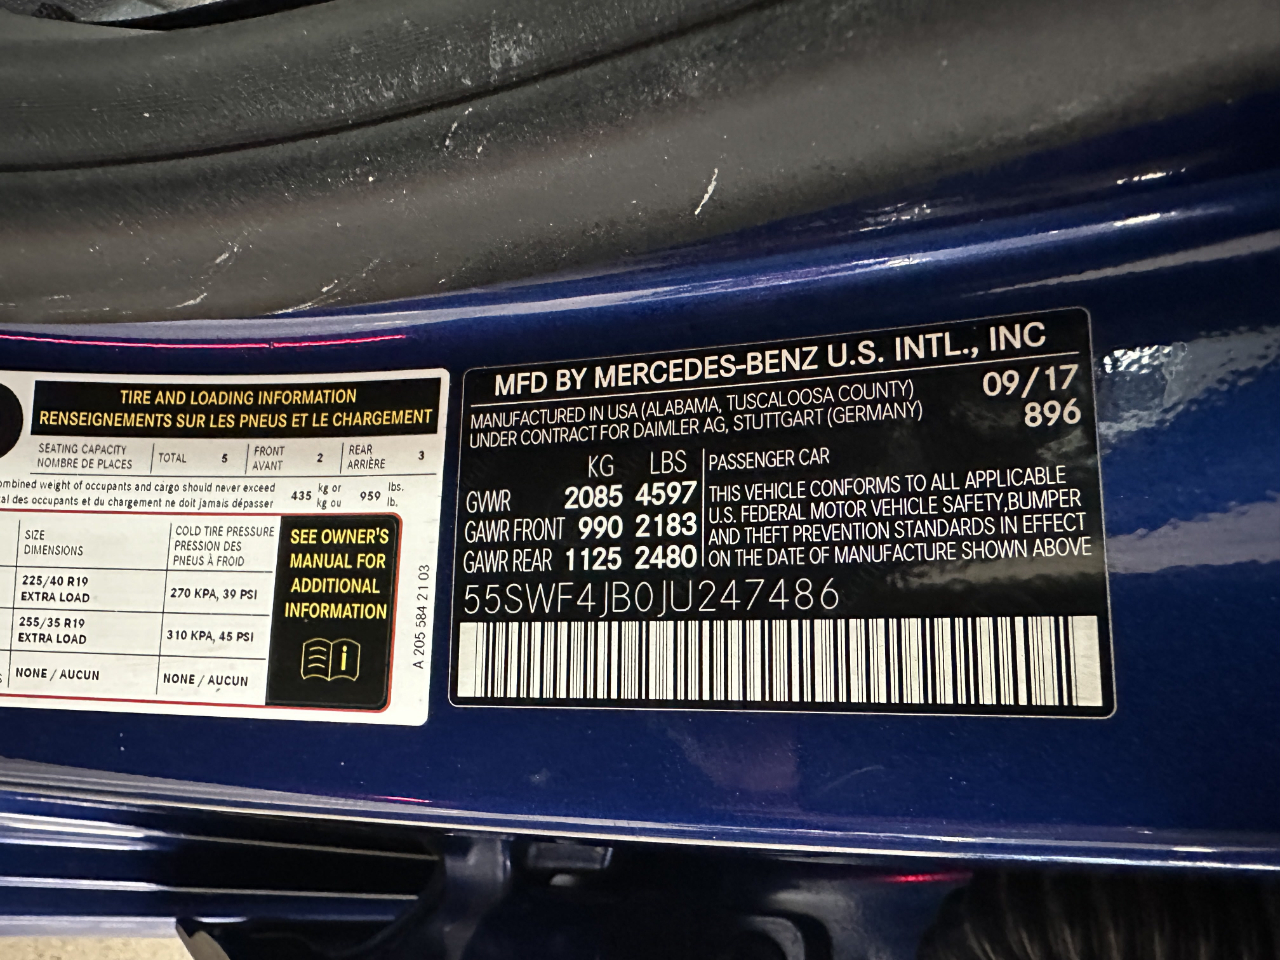 TIRE AND LOADING INFORMATION
RENSEIGNEMENTS SUR LES PNEUS ET LE CHARGEMENT
SEATING CAPACITY
NOMBRE DE PLACES
TOTAL 5
FRONT
AVANT
2
REAR
ARRIÈRE
3
combined weight of occupants and cargo should never exceed
des occupants et du chargement ne doit jamais dépasser
435 kg or
kg ou
959 lbs.
lb.
SIZE
DIMENSIONS
COLD TIRE PRESSURE
PRESSION DES
PNEUS À FROID
225/40 R19
EXTRA LOAD
270 KPA, 39 PSI
255/35 R19
EXTRA LOAD
310 KPA, 45 PSI
NONE / AUCUN
NONE / AUCUN
SEE OWNER'S
MANUAL FOR
ADDITIONAL
INFORMATION
A 205 584 21 03
MFD BY MERCEDES-BENZ U.S. INTL., INC
MANUFACTURED IN USA (ALABAMA, TUSCALOOSA COUNTY)
UNDER CONTRACT FOR DAIMLER AG, STUTTGART (GERMANY)
09/17
896
KG LBS
GVWR 2085 4597
GAWR FRONT 990 2183
GAWR REAR 1125 2480
PASSENGER CAR
THIS VEHICLE CONFORMS TO ALL APPLICABLE
U.S. FEDERAL MOTOR VEHICLE SAFETY,BUMPER
AND THEFT PREVENTION STANDARDS IN EFFECT
ON THE DATE OF MANUFACTURE SHOWN ABOVE
55SWF4JB0JU247486